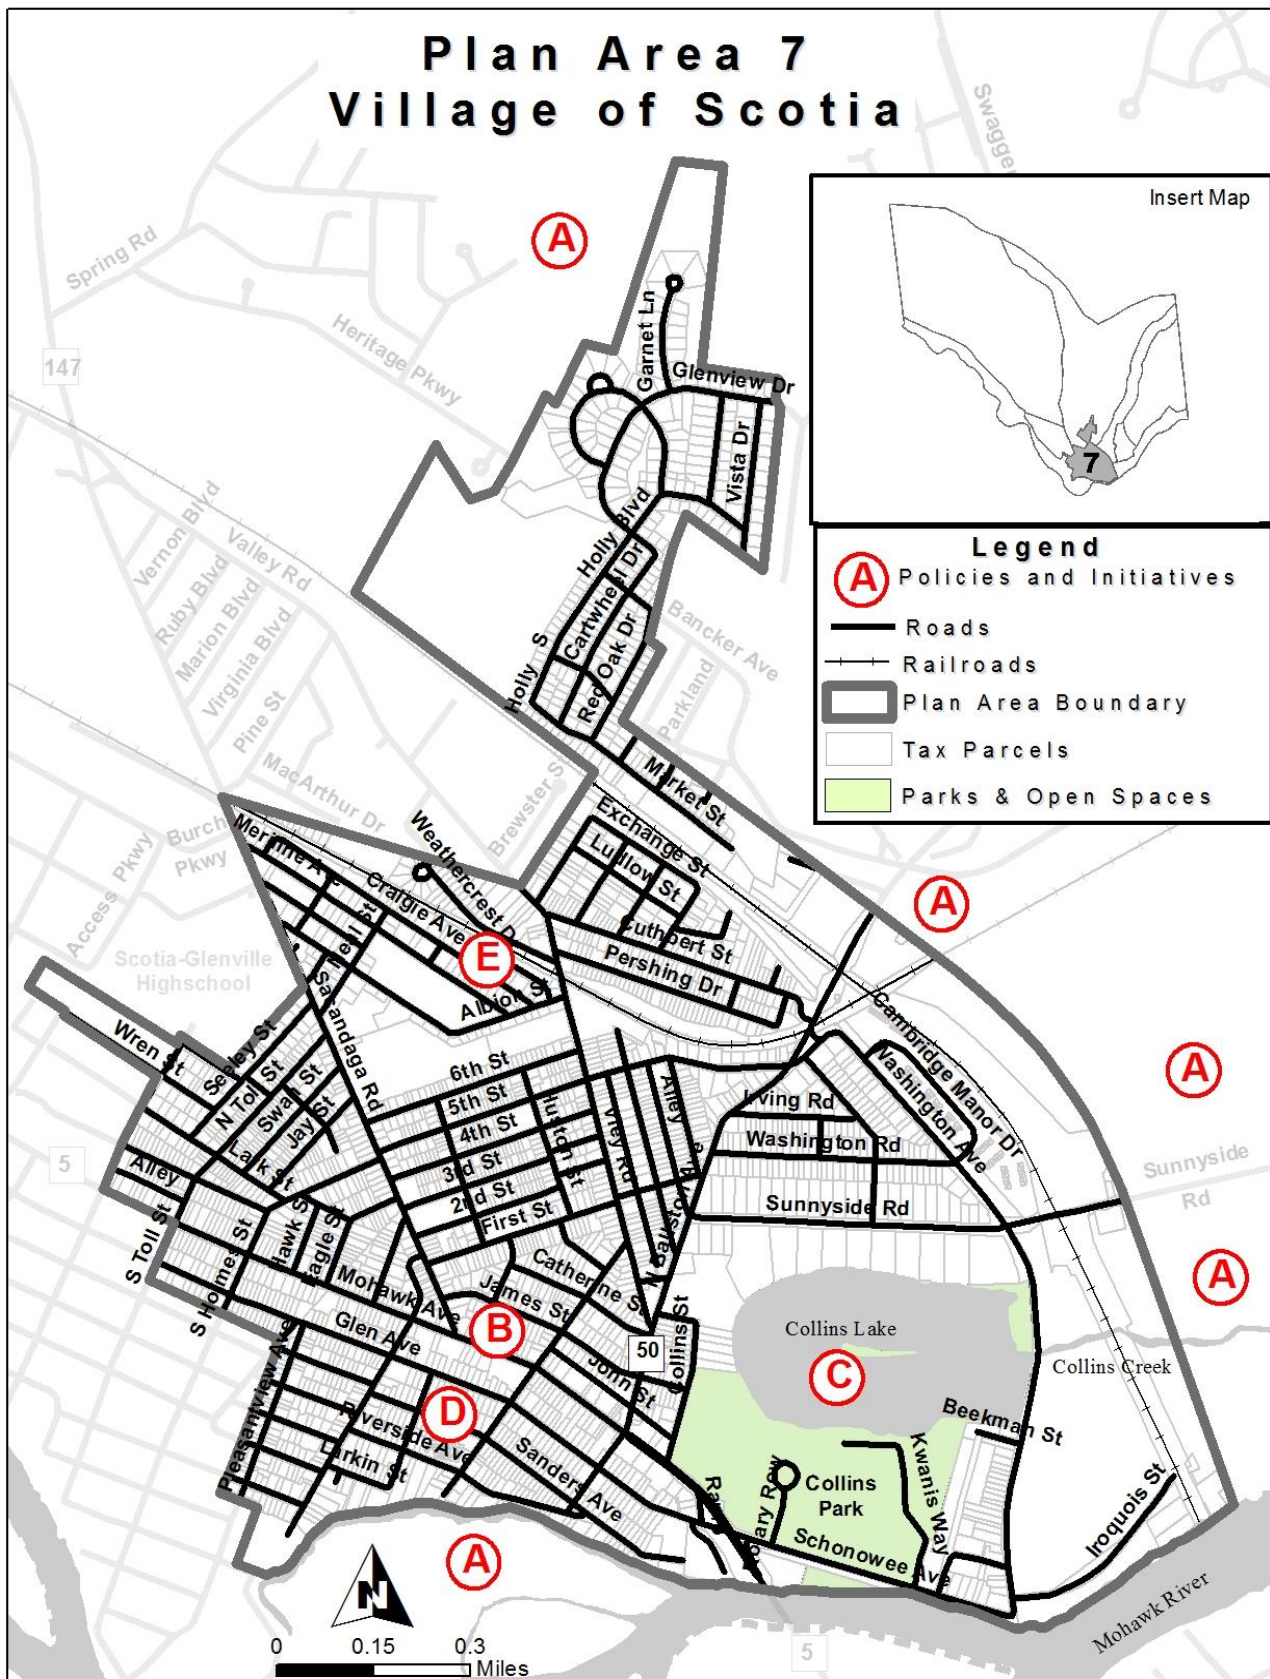 Plan Area 7
Village of Scotia
Insert Map
7
Legend
A Policies and Initiatives
Roads
Railroads
Plan Area Boundary
Tax Parcels
Parks & Open Spaces
Spring Rd
147
Heritage Pkwy
A
Garnet Ln
Glenview Dr
Vista Dr
Holly Blvd
Cartwheel Dr
Red Oak Dr
Holly S
Bancker Ave
Parkland
Market St
Vernon Blvd
Ruby Blvd
Marion Blvd
Virginia Blvd
Pine St
Valley Rd
MacArthur Dr
Brewster S
Burch
Pkwy
Access Pkwy
Scotia-Glenville
Highschool
Craigie Ave
Weathercrest D
Exchange St
Ludlow St
Cuthbert St
Pershing Dr
E
Albion St
A
Cambridge Manor Dr
Washington Ave
Sacandaga Rd
Wren St
Seeley St
N Toll St
Swan St
Jay St
Lark St
Alley
5
6th St
5th St
4th St
3rd St
2nd St
First St
Huston St
Vley Rd
Alley
Irving Rd
Washington Rd
Sunnyside Rd
A
Sunnyside
Rd
A
S Toll St
S Holmes St
Hawk S
Eagle St
Mohawk Ave
Glen Ave
Catherine St
James St
John St
B
50
Collins St
Collins Lake
C
Collins Creek
Pleasantview Ave
D
Riverside Ave
Larkin St
Sanders Ave
Beekman St
Kwanis Way
Collins
Park
Schonowee Ave
Iroquois St
Mohawk River
A
N
0 0.15 0.3
Miles
5